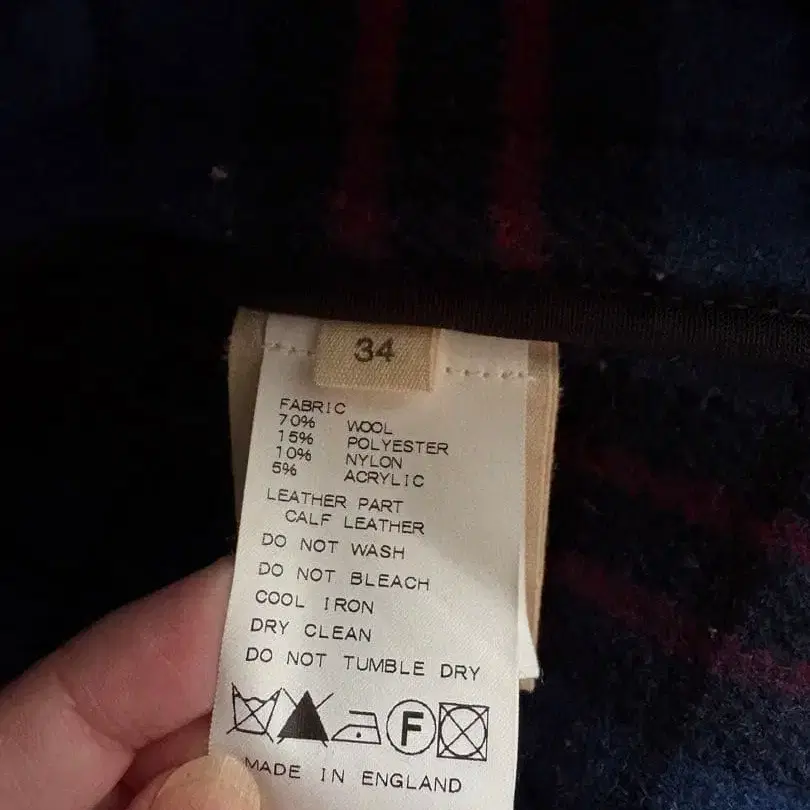 34
FABRIC
70% WOOL
15% POLYESTER
10% NYLON
5% ACRYLIC
LEATHER PART
CALF LEATHER
DO NOT WASH
DO NOT BLEACH
COOL IRON
DRY CLEAN
DO NOT TUMBLE DRY
F
MADE IN ENGLAND